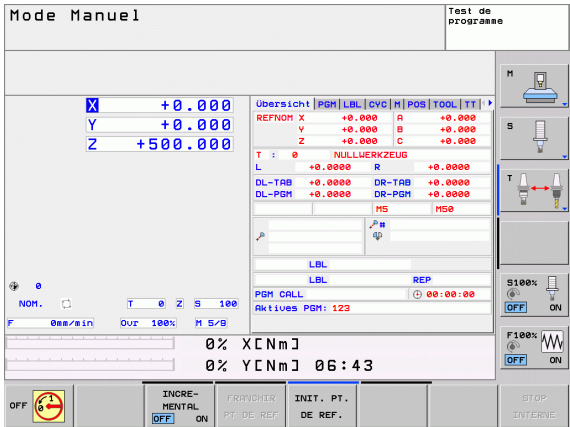 Mode Manuel
Test de
programme
X +0.000
Y +0.000
Z +500.000
Übersicht PGM LBL CYC M POS TOOL TT
REFNOM X +0.000 A +0.000
Y +0.000 B +0.000
Z +0.000 C +0.000
T : 0 NULLWERKZEUG
L +0.0000 R +0.0000
DL-TAB +0.0000 DR-TAB +0.0000
DL-PGM +0.0000 DR-PGM +0.0000
M5 M50
#
LBL
LBL REP
PGM CALL 00:00:00
Aktives PGM: 123
0
NOM. T 0 Z S 100
F 0mm/min Ovr 100% M 5/9
0% X[Nm]
0% Y[Nm] 06:43
M
S
T
S100%
OFF ON
F100%
OFF ON
OFF 1 0
INCRE-
MENTAL
OFF ON
FRANCHIR
PT DE REF
INIT. PT.
DE REF.
STOP
INTERNE